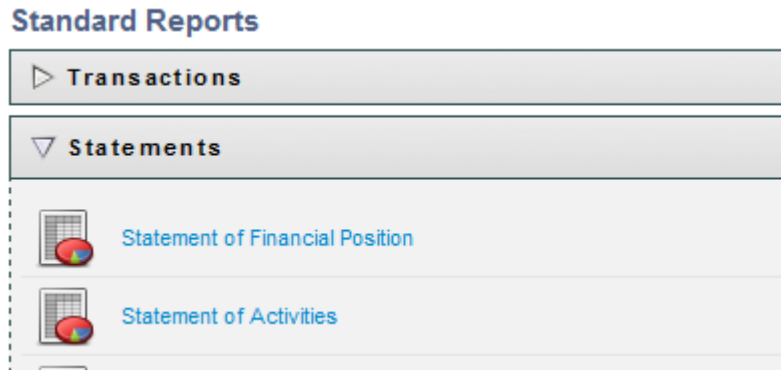 Standard Reports
Transactions
Statements
Statement of Financial Position
Statement of Activities